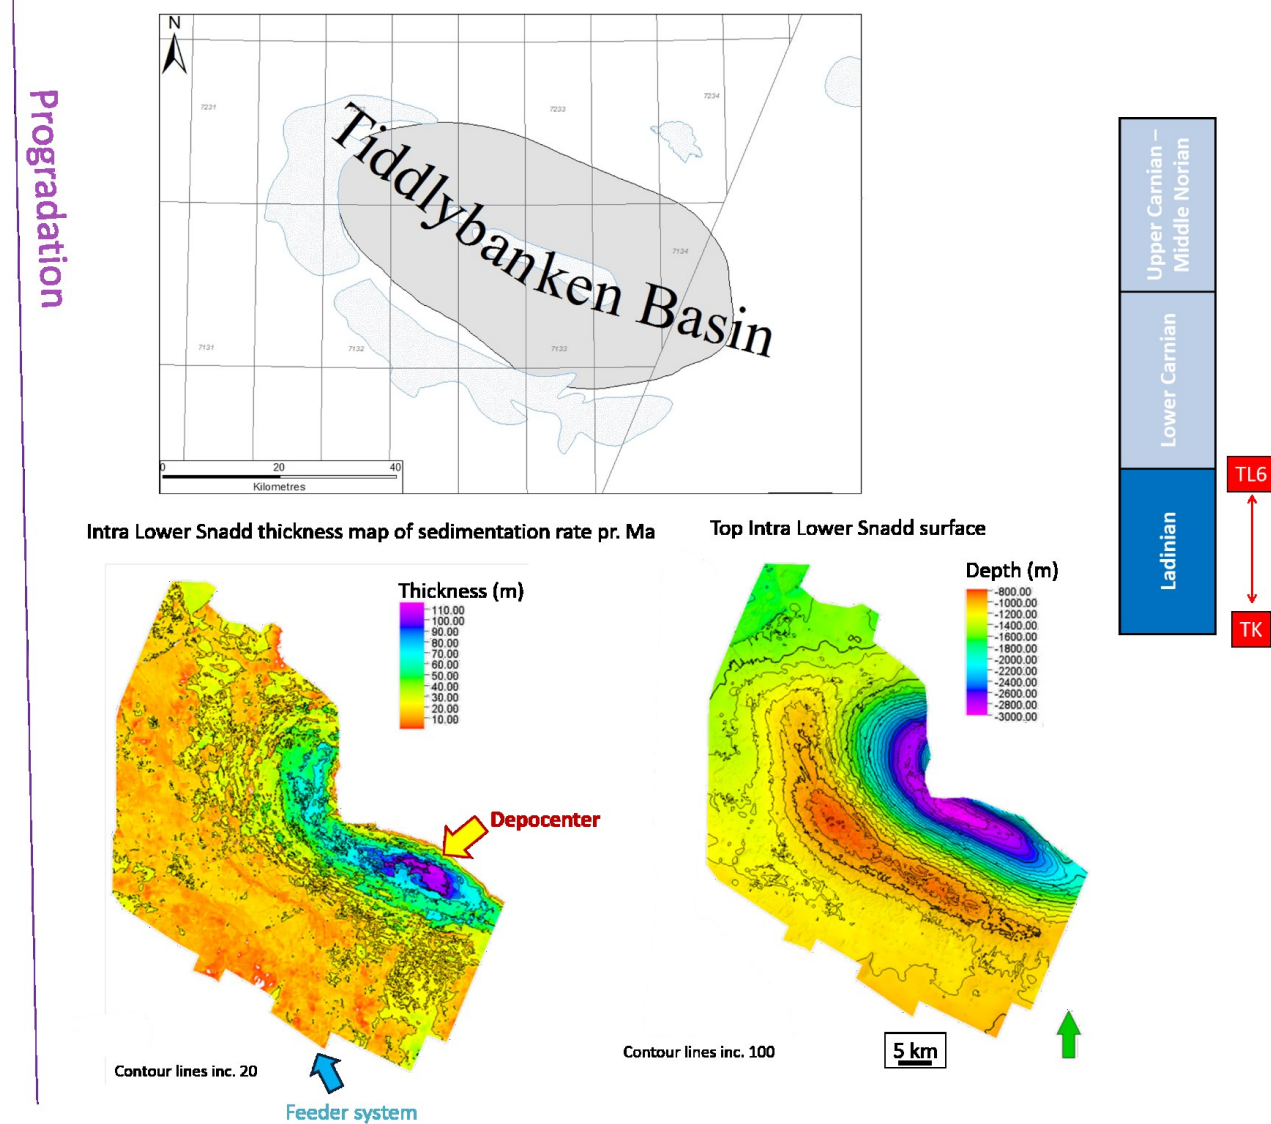 Progradation
N
7231
7233
7234
Tiddlybanken Basin
7134
7131
7132
7133
0 20 40
Kilometres
Upper Carnian –
Middle Norian
Lower Carnian
Ladinian
TL6
TK
Intra Lower Snadd thickness map of sedimentation rate pr. Ma
Thickness (m)
110.00
100.00
90.00
80.00
70.00
60.00
50.00
40.00
30.00
20.00
10.00
Depocenter
Contour lines inc. 20
Feeder system
Top Intra Lower Snadd surface
Depth (m)
-800.00
-1000.00
-1200.00
-1400.00
-1600.00
-1800.00
-2000.00
-2200.00
-2400.00
-2600.00
-2800.00
-3000.00
Contour lines inc. 100
5 km